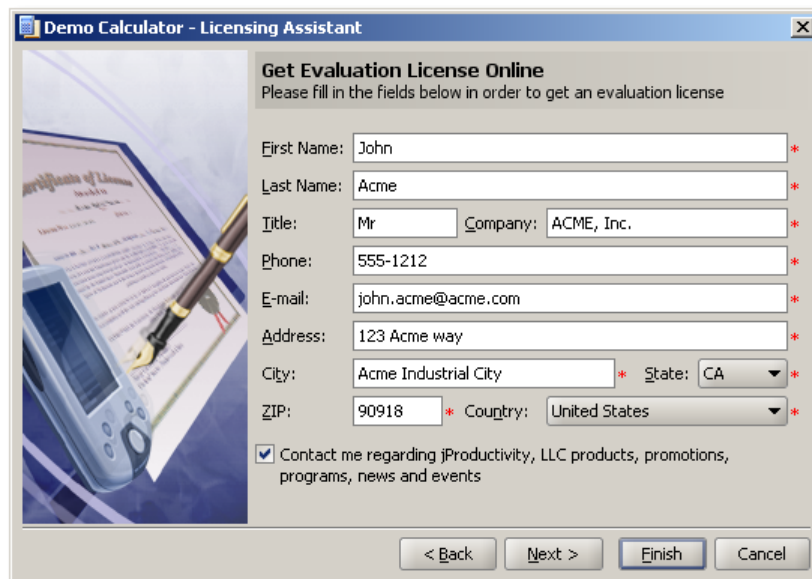 Demo Calculator - Licensing Assistant
Get Evaluation License Online
Please fill in the fields below in order to get an evaluation license
First Name: John *
Last Name: Acme *
Title: Mr Company: ACME, Inc. *
Phone: 555-1212 *
E-mail: john.acme@acme.com *
Address: 123 Acme way *
City: Acme Industrial City * State: CA *
ZIP: 90918 * Country: United States *
Contact me regarding jProductivity, LLC products, promotions,
programs, news and events
< Back Next > Finish Cancel